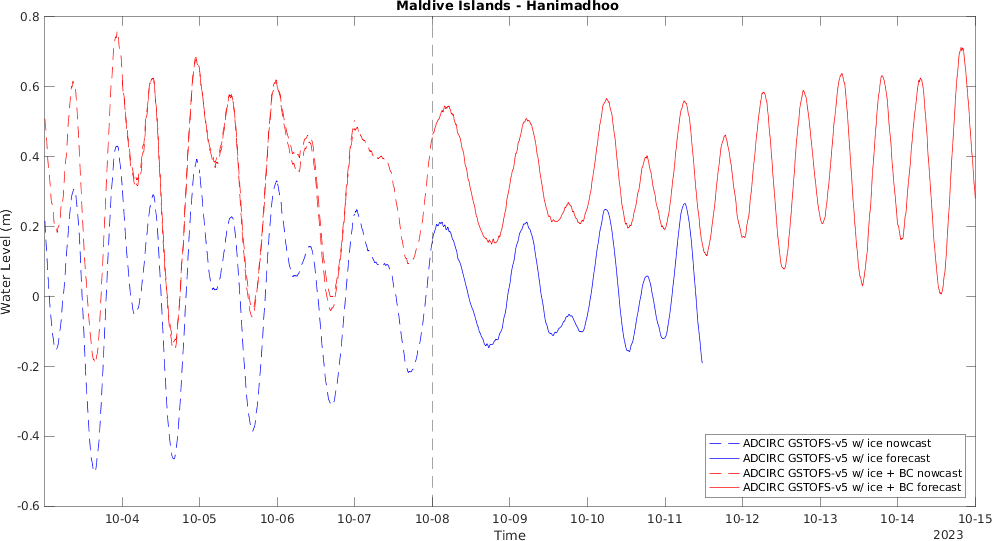 Maldive Islands - Hanimadhoo
0.8
0.6
0.4
0.2
0
-0.2
-0.4
-0.6
Water Level (m)
ADCIRC GSTOFS-v5 w/ ice nowcast
ADCIRC GSTOFS-v5 w/ ice forecast
ADCIRC GSTOFS-v5 w/ ice + BC nowcast
ADCIRC GSTOFS-v5 w/ ice + BC forecast
10-04 10-05 10-06 10-07 10-08 10-09 10-10 10-11 10-12 10-13 10-14 10-15
Time
2023